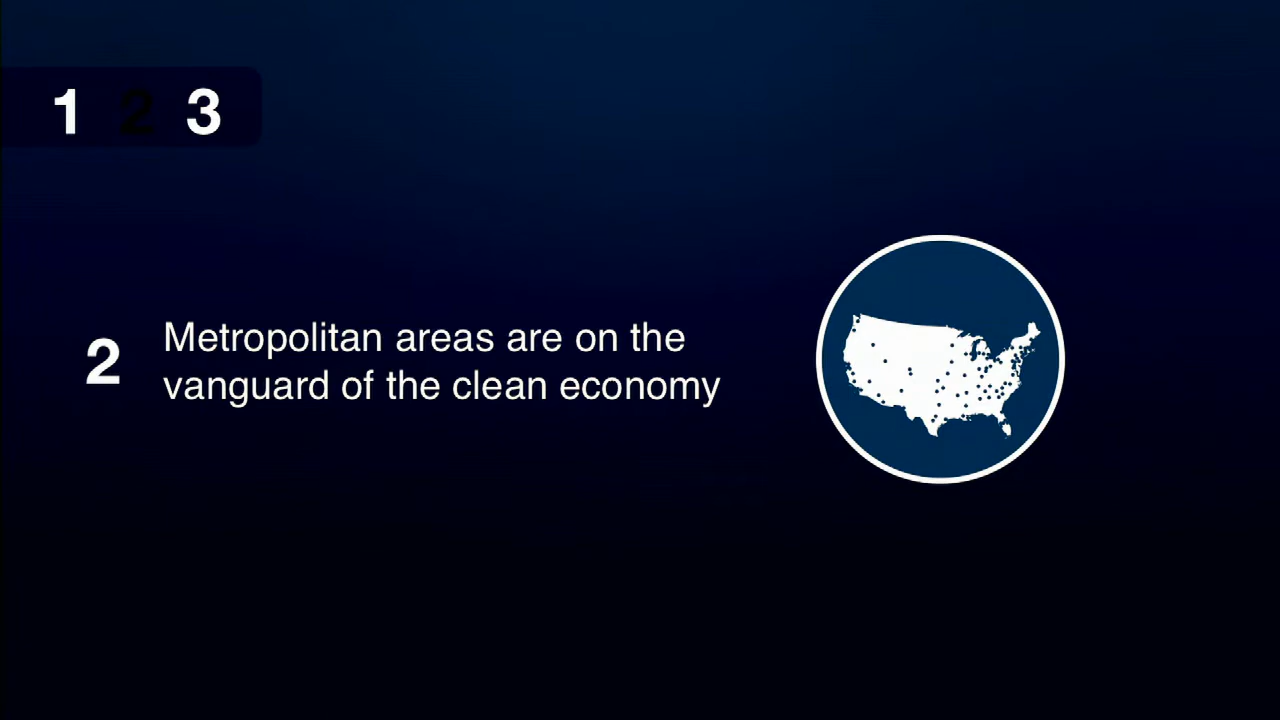 1 2 3
2 Metropolitan areas are on the
vanguard of the clean economy